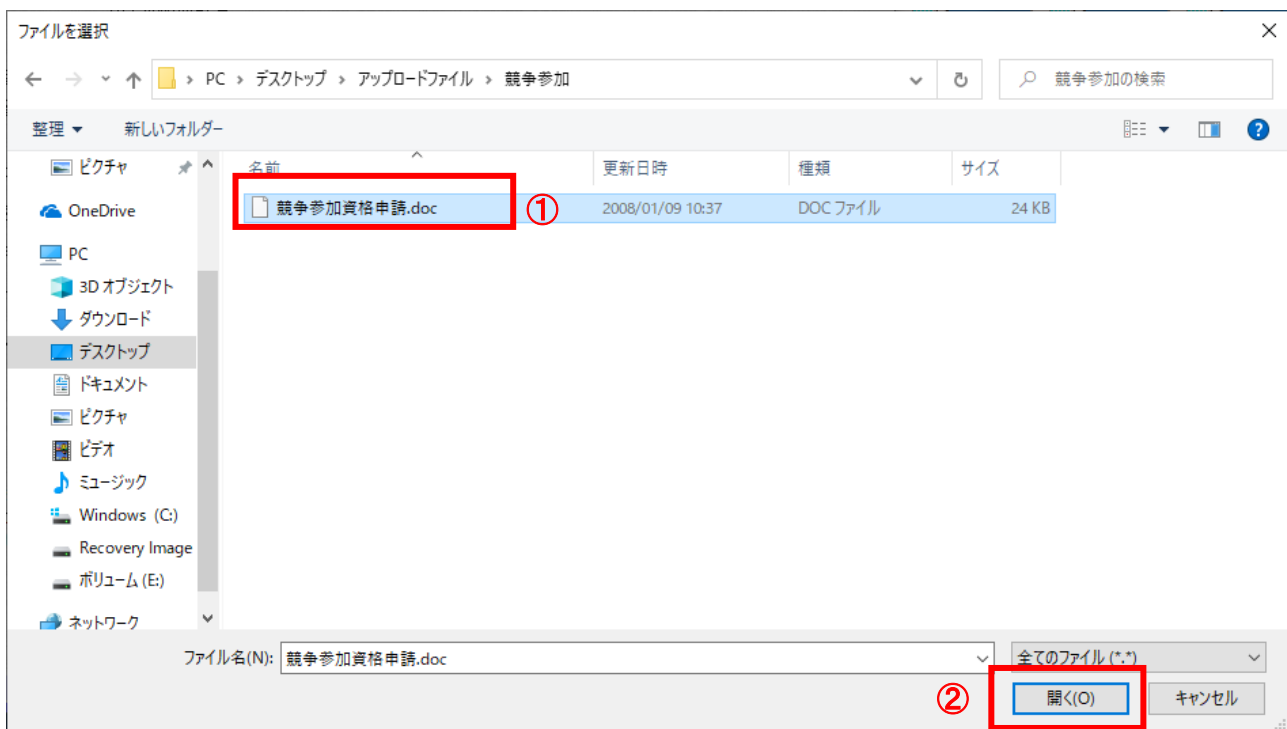 ファイルを選択
PC › デスクトップ › アップロードファイル › 競争参加
競争参加の検索
整理 新しいフォルダー
ピクチャ
OneDrive
PC
3D オブジェクト
ダウンロード
デスクトップ
ドキュメント
ピクチャ
ビデオ
ミュージック
Windows (C:)
Recovery Image
ボリューム (E:)
ネットワーク
名前 更新日時 種類 サイズ
競争参加資格申請.doc ① 2008/01/09 10:37 DOC ファイル 24 KB
ファイル名(N): 競争参加資格申請.doc 全てのファイル (*.*)
② 開く(O) キャンセル